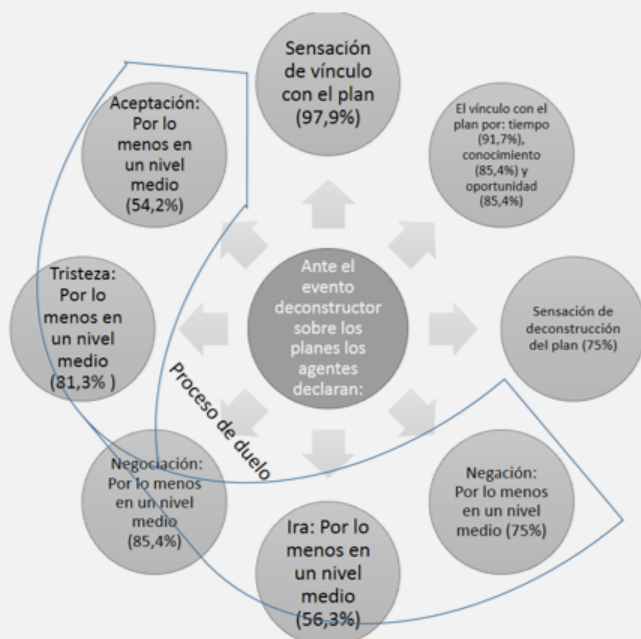 Sensación
de vínculo
con el plan
(97,9%)
El vínculo con el
plan por: tiempo
(91,7%),
conocimiento
(85,4%) y
oportunidad
(85,4%)
Sensación de
deconstrucción
del plan (75%)
Negación:
Por lo menos
en un nivel
medio (75%)
Ira: Por lo
menos en
un nivel
medio
(56,3%)
Negociación:
Por lo menos
en un nivel
medio
(85,4%)
Tristeza:
Por lo
menos en
un nivel
medio
(81,3% )
Aceptación:
Por lo
menos en
un nivel
medio
(54,2%)
Ante el
evento
deconstructor
sobre los
planes los
agentes
declaran:
Proceso de duelo